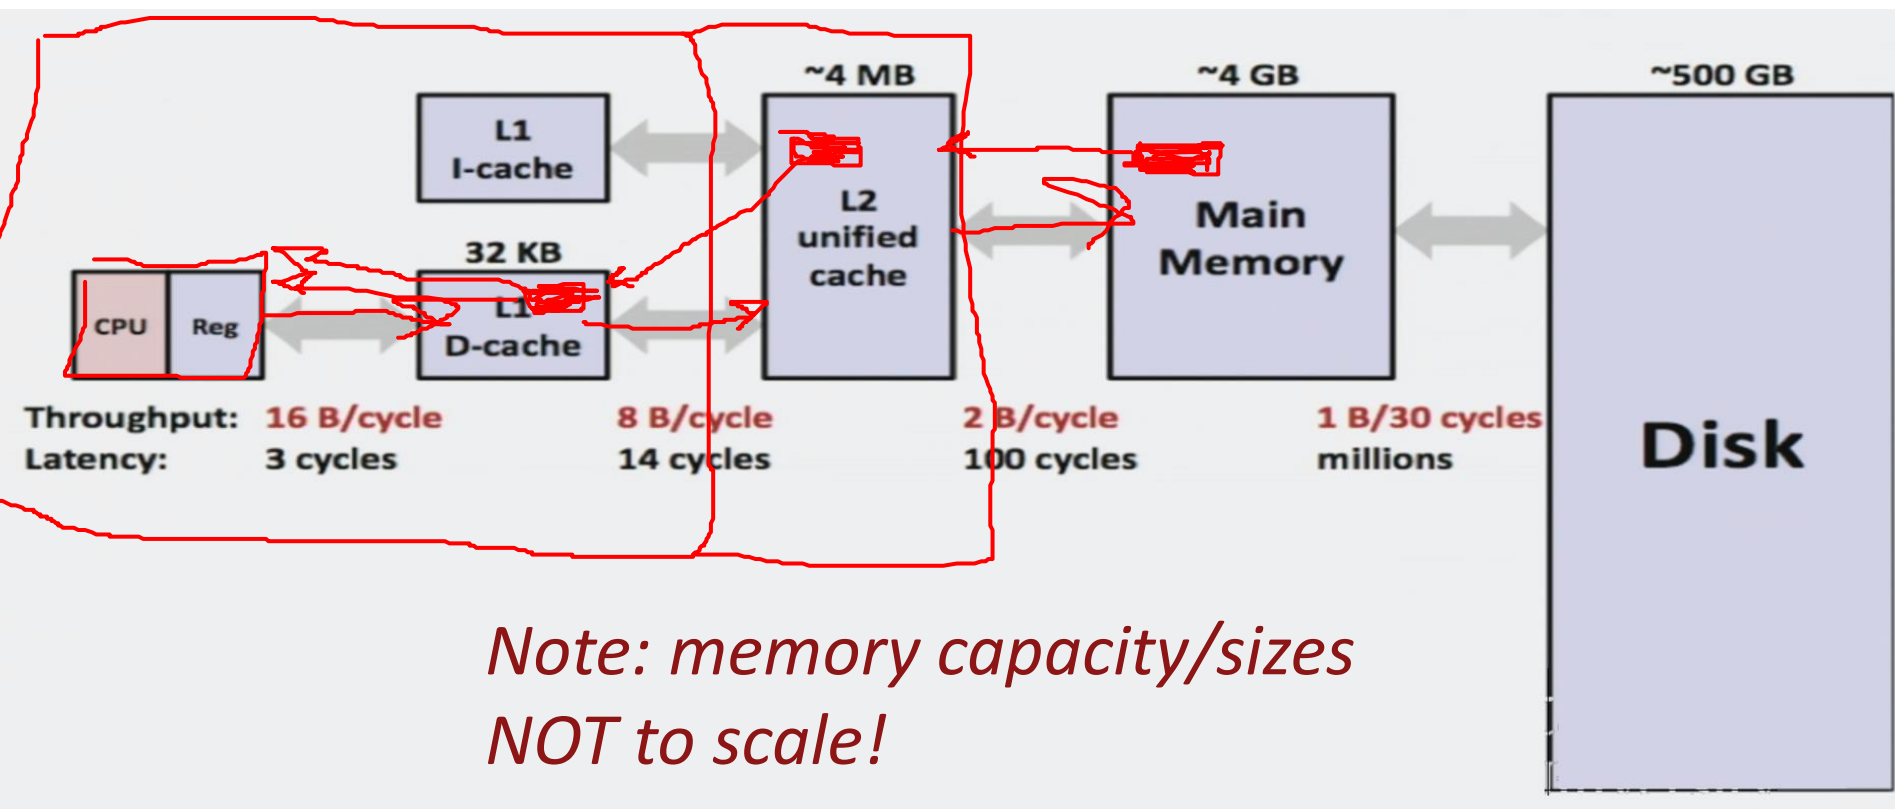 ~4 MB
~4 GB
~500 GB
L1
I-cache
L2
unified
cache
Main
Memory
32 KB
CPU
Reg
L1
D-cache
Disk
Throughput: 16 B/cycle 8 B/cycle 2 B/cycle 1 B/30 cycles
Latency: 3 cycles 14 cycles 100 cycles millions
Note: memory capacity/sizes
NOT to scale!